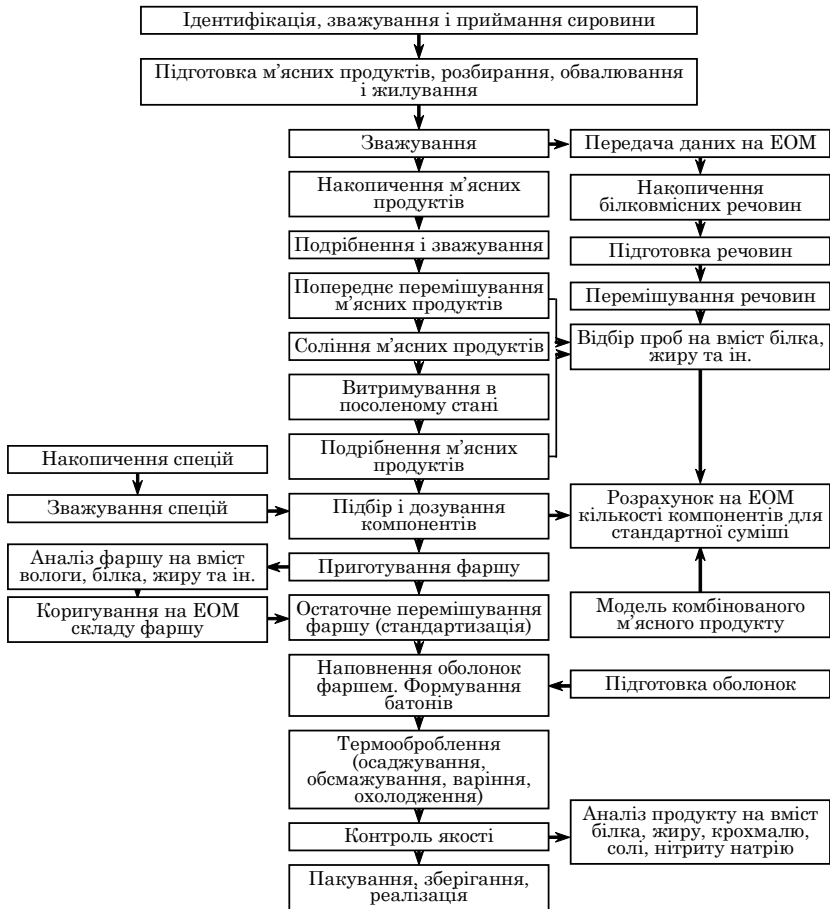 Ідентифікація, зважування і приймання сировини
Підготовка м'ясних продуктів, розбирання, обвалювання
і жилування
Зважування
Передача даних на ЕОМ
Накопичення м'ясних
продуктів
Накопичення
білковмісних речовин
Подрібнення і зважування
Підготовка речовин
Попереднє перемішування
м'ясних продуктів
Перемішування речовин
Соління м'ясних продуктів
Відбір проб на вміст білка,
жиру та ін.
Витримування в
посоленому стані
Подрібнення м'ясних
продуктів
Накопичення спецій
Зважування спецій
Підбір і дозування
компонентів
Розрахунок на ЕОМ
кількості компонентів для
стандартної суміші
Аналіз фаршу на вміст
вологи, білка, жиру та ін.
Приготування фаршу
Коригування на ЕОМ
складу фаршу
Остаточне перемішування
фаршу (стандартизація)
Модель комбінованого
м'ясного продукту
Наповнення оболонок
фаршем. Формування
батонів
Підготовка оболонок
Термооброблення
(осаджування,
обсмажування, варіння,
охолодження)
Контроль якості
Аналіз продукту на вміст
білка, жиру, крохмалю,
солі, нітриту натрію
Пакування, зберігання,
реалізація